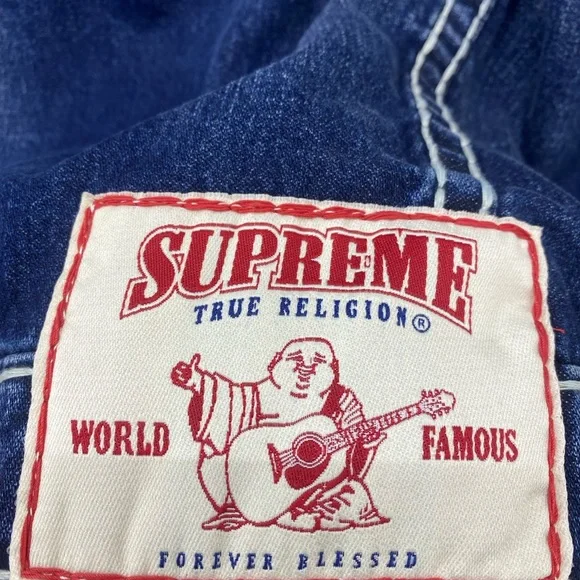 SUPREME
TRUE RELIGION®
WORLD FAMOUS
FOREVER BLESSED